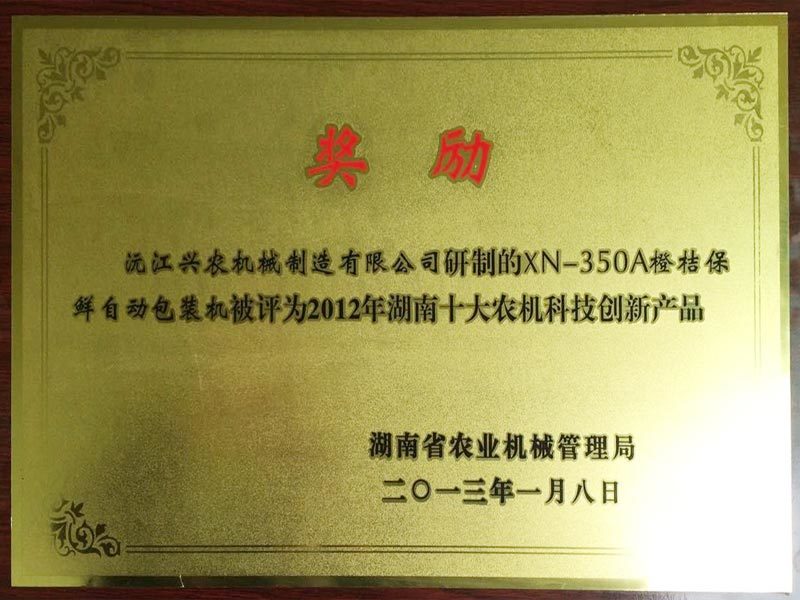 奖励
沅江兴农机械制造有限公司研制的XN-350A橙桔保
鲜自动包装机被评为2012年湖南十大农机科技创新产品
湖南省农业机械管理局
二〇一三年一月八日